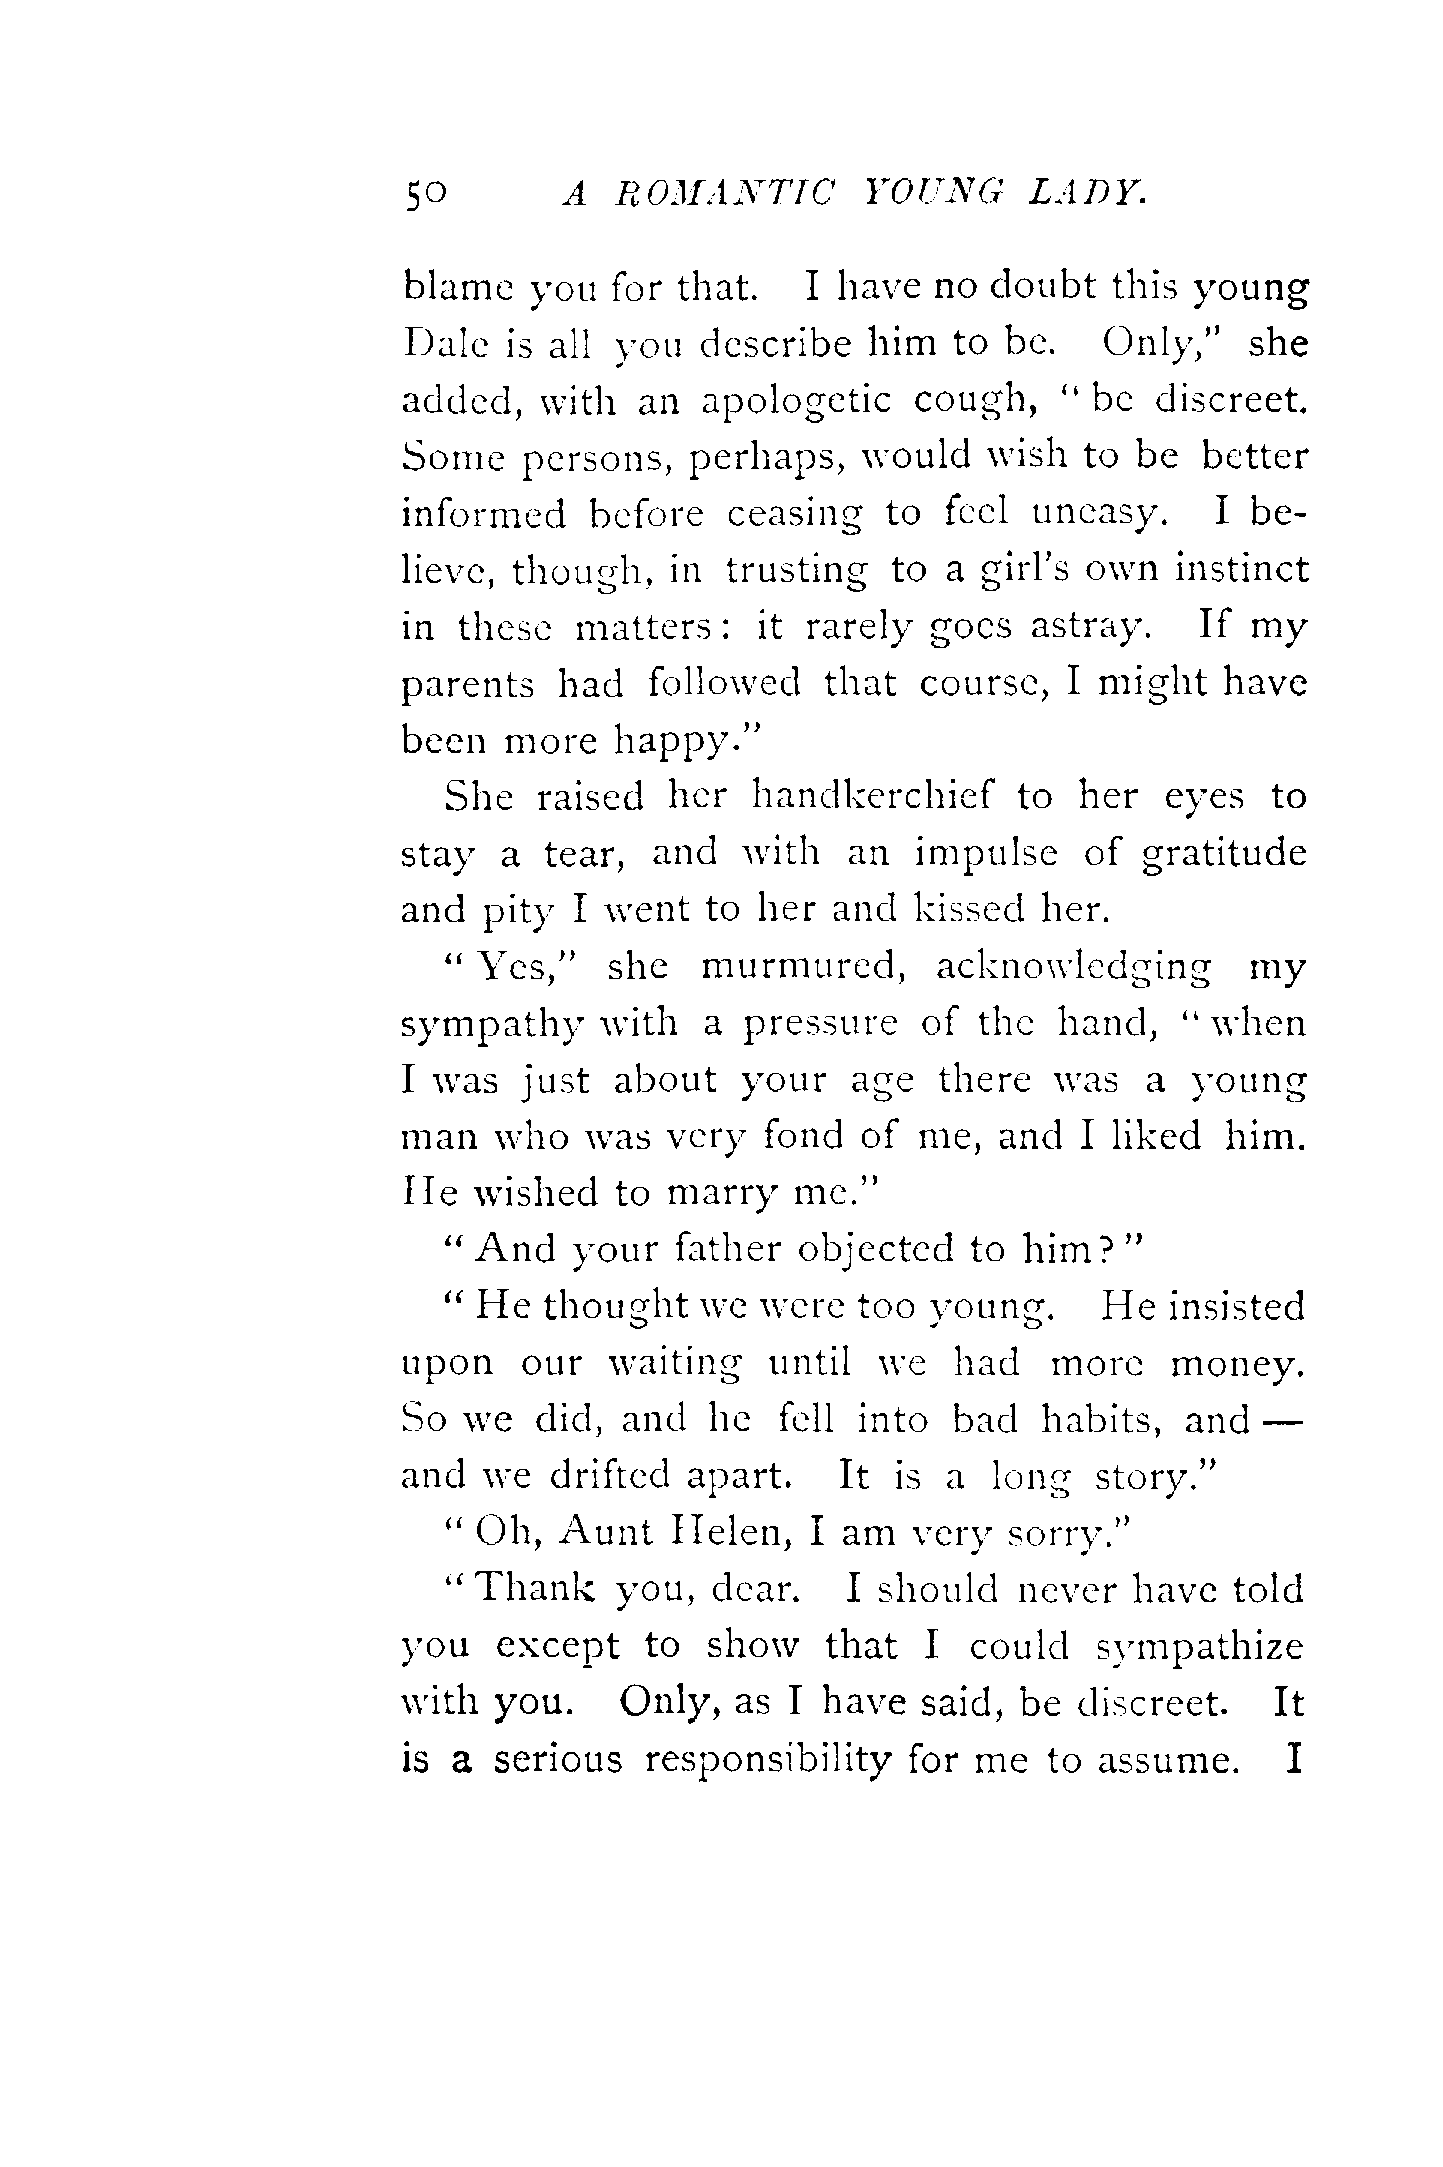 50 A ROMANTIC YOUNG LADY.
blame you for that. I have no doubt this young
Dale is all you describe him to be. Only," she
added, with an apologetic cough, " be discreet.
Some persons, perhaps, would wish to be better
informed before ceasing to feel uneasy. I be-
lieve, though, in trusting to a girl's own instinct
in these matters : it rarely goes astray. If my
parents had followed that course, I might have
been more happy."
She raised her handkerchief to her eyes to
stay a tear, and with an impulse of gratitude
and pity I went to her and kissed her.
" Yes," she murmured, acknowledging my
sympathy with a pressure of the hand, " when
I was just about your age there was a young
man who was very fond of me, and I liked him.
He wished to marry me."
" And your father objected to him ? "
" He thought we were too young. He insisted
upon our waiting until we had more money.
So we did, and he fell into bad habits, and —
and we drifted apart. It is a long story."
" Oh, Aunt Helen, I am very sorry."
" Thank you, dear. I should never have told
you except to show that I could sympathize
with you. Only, as I have said, be discreet. It
is a serious responsibility for me to assume. I